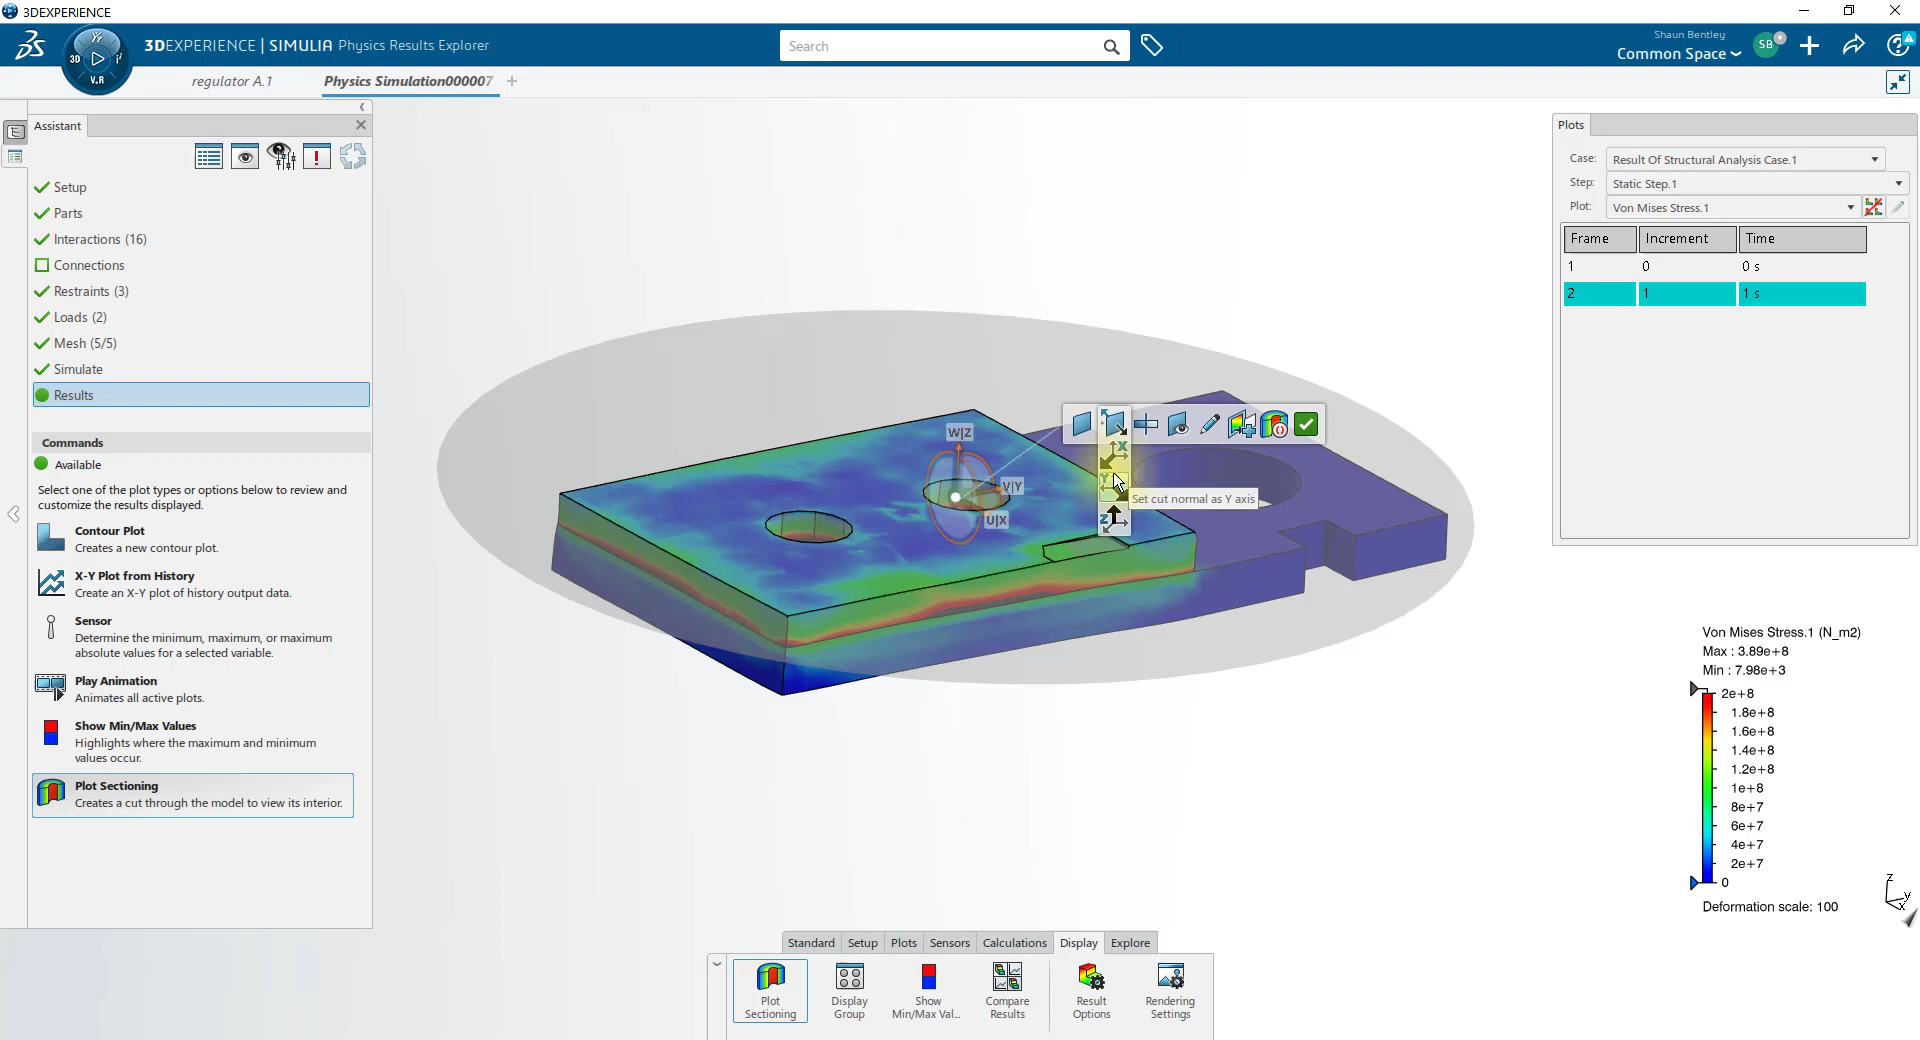 3DEXPERIENCE
3DEXPERIENCE | SIMULIA Physics Results Explorer
Search
Shaun Bentley
Common Space
SB
3D
V.R
regulator A.1
Physics Simulation000007
Assistant
Setup
Parts
Interactions (16)
Connections
Restraints (3)
Loads (2)
Mesh (5/5)
Simulate
Results
Commands
Available
Select one of the plot types or options below to review and
customize the results displayed.
Contour Plot
Creates a new contour plot.
X-Y Plot from History
Create an X-Y plot of history output data.
Sensor
Determine the minimum, maximum, or maximum
absolute values for a selected variable.
Play Animation
Animates all active plots.
Show Min/Max Values
Highlights where the maximum and minimum
values occur.
Plot Sectioning
Creates a cut through the model to view its interior.
W|Z
V|Y
U|X
X
Y
Z
Set cut normal as Y axis
Plots
Case: Result Of Structural Analysis Case.1
Step: Static Step.1
Plot: Von Mises Stress.1
Frame Increment Time
1 0 0 s
2 1 1 s
Von Mises Stress.1 (N_m2)
Max : 3.89e+8
Min : 7.98e+3
2e+8
1.8e+8
1.6e+8
1.4e+8
1.2e+8
1e+8
8e+7
6e+7
4e+7
2e+7
0
Deformation scale: 100
z
y
x
Standard Setup Plots Sensors Calculations Display Explore
Plot
Sectioning
Display
Group
Show
Min/Max Val...
Compare
Results
Result
Options
Rendering
Settings